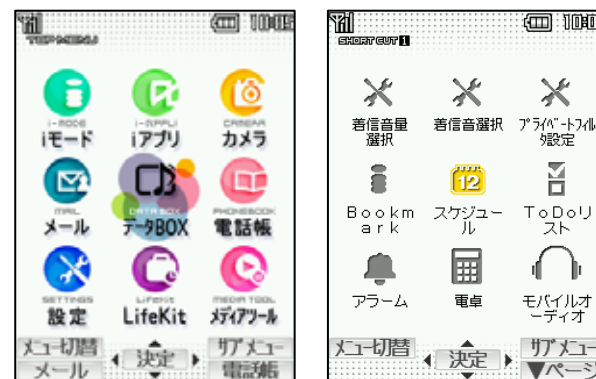 10:05
TOP MENU
i-MODE
iモード
i-αPPLI
iアプリ
CAMERA
カメラ
MAIL
メール
DATA BOX
データBOX
PHONEBOOK
電話帳
SETTINGS
設定
LifeKit
LifeKit
MEDIA TOOL
メディアツール
メニュー切替
決定
サブメニュー
メール
電話帳
SHORT CUT 1
着信音量
選択
着信音選択
プライベートフィル
タ設定
Bookm
ark
スケジュー
ル
ToDoリ
スト
アラーム
電卓
モバイルオ
ーディオ
12
メニュー切替
決定
サブメニュー
▼ページ